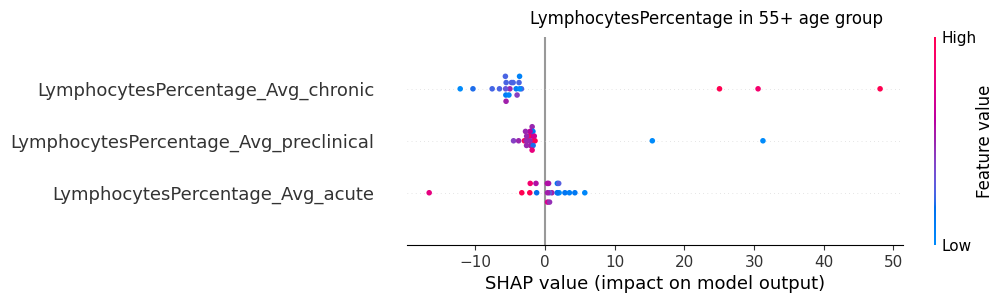 LymphocytesPercentage in 55+ age group
High
LymphocytesPercentage_Avg_chronic
LymphocytesPercentage_Avg_preclinical
LymphocytesPercentage_Avg_acute
Feature value
Low
−10 0 10 20 30 40 50
SHAP value (impact on model output)